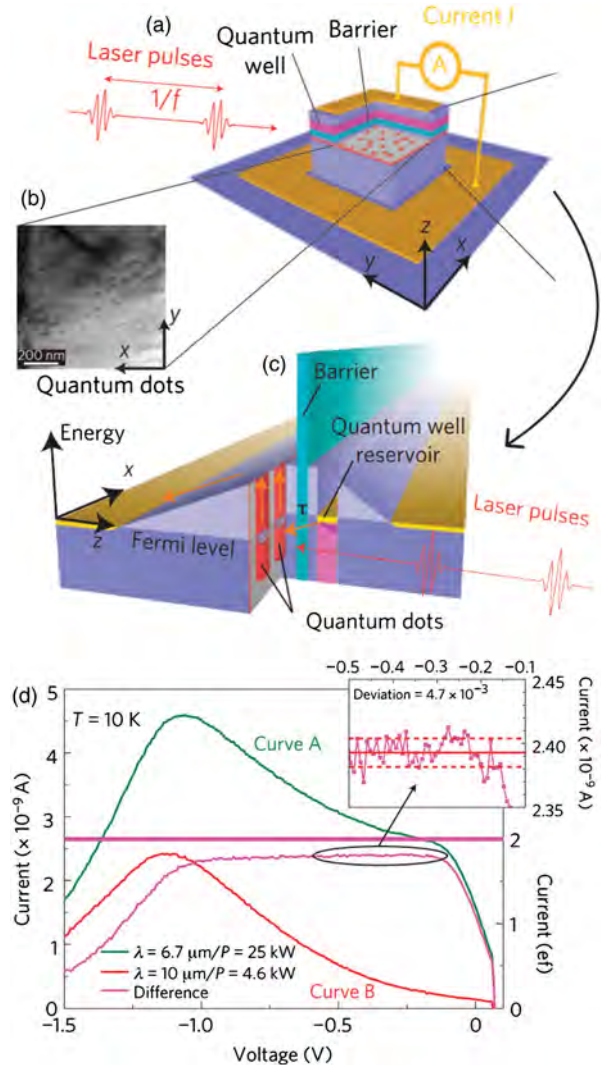 (a)
Laser pulses
1/f
Quantum
well
Barrier
Current I
A
z
x
y
(b)
200 nm
y
x
Quantum dots
(c)
Barrier
Energy
x
z
Fermi level
Quantum well
reservoir
τ
Laser pulses
Quantum dots
(d)
T = 10 K
Curve A
Curve B
λ = 6.7 μm/P = 25 kW
λ = 10 μm/P = 4.6 kW
Difference
Current (× 10⁻⁹ A)
5
4
3
2
1
0
−1.5
−1.0
−0.5
0
Voltage (V)
2
1
0
Current (ef)
−0.5
−0.4
−0.3
−0.2
−0.1
Deviation = 4.7 × 10⁻³
2.45
2.40
2.35
Current (× 10⁻⁹ A)